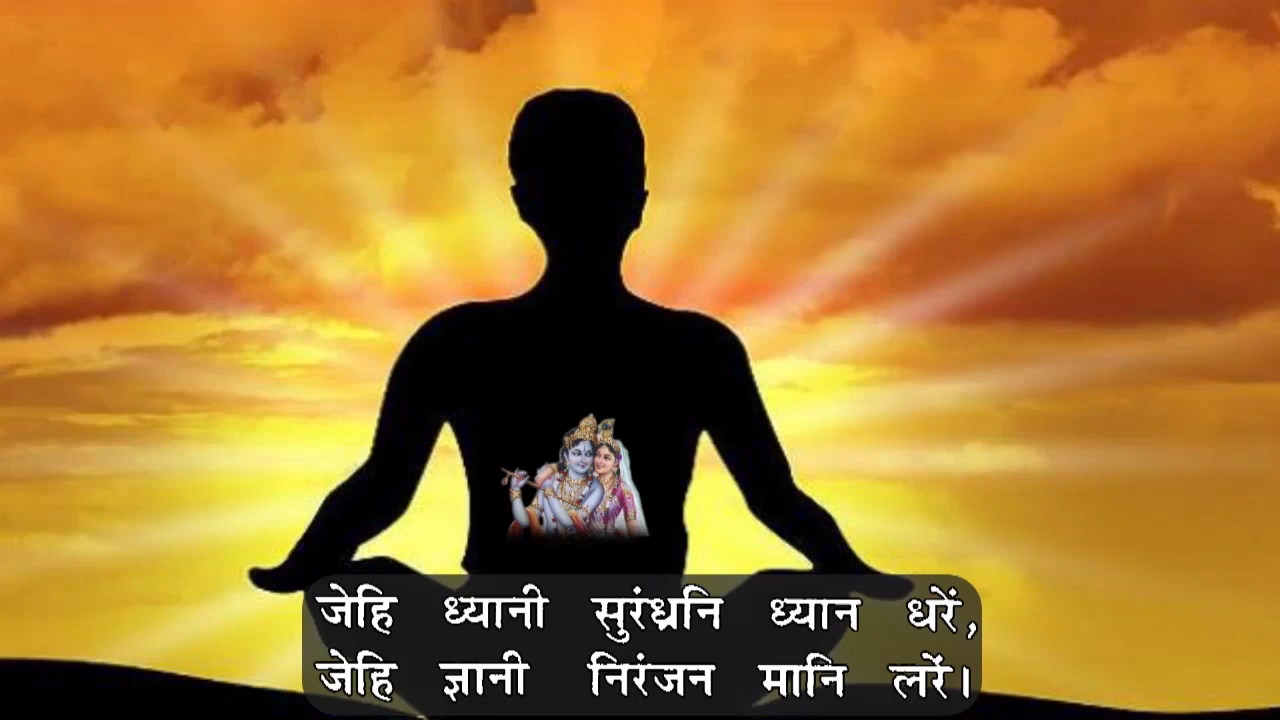 जेहि ध्यानी सुरंध्रनि ध्यान धरें,
जेहि ज्ञानी निरंजन मानि लरें।